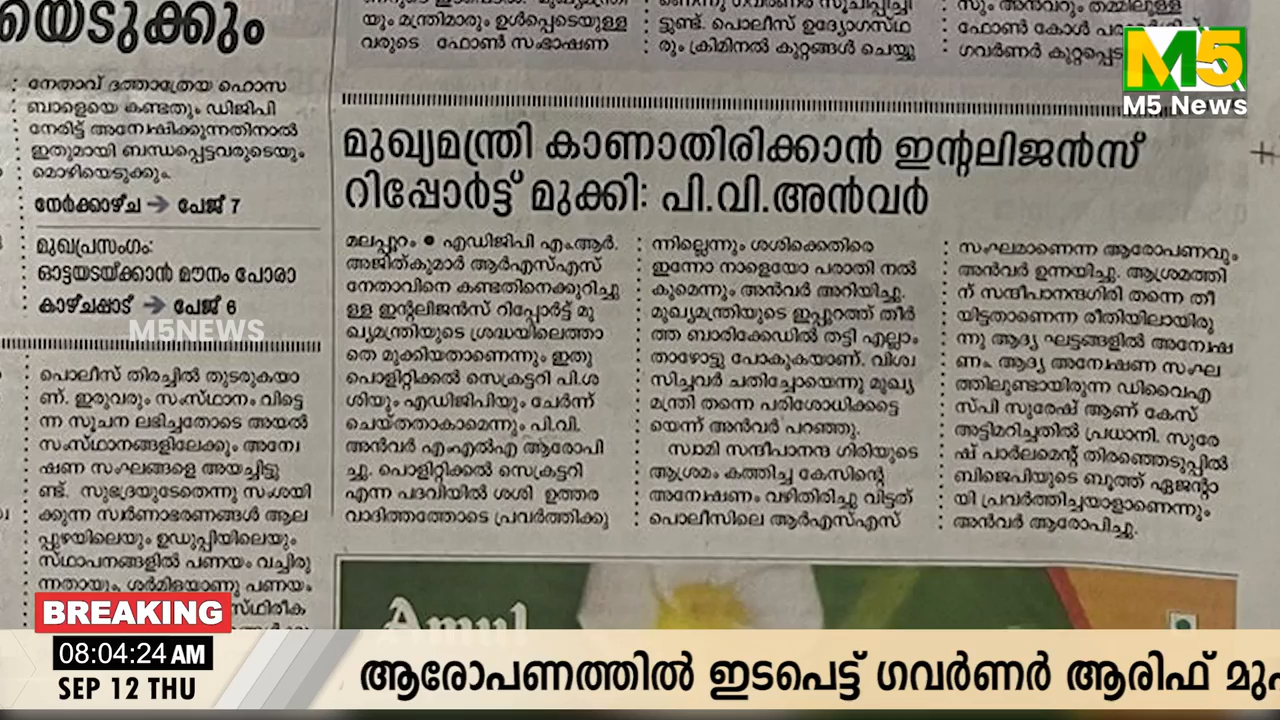 യെടുക്കും
നേതാവ് ദത്താത്രേയ ഹൊസ
ബാളെയെ കണ്ടതും ഡിജിപി
നേരിട്ട് അന്വേഷിക്കുന്നതിനാൽ
ഇതുമായി ബന്ധപ്പെട്ടവരുടെയും
മൊഴിയെടുക്കും.
നേർക്കാഴ്ച ➔ പേജ് 7
മുഖപ്രസംഗം:
ഓട്ടയടയ്ക്കാൻ മൗനം പോരാ
കാഴ്ചപ്പാട് ➔ പേജ് 6
പൊലീസ് തിരച്ചിൽ തുടരുകയാ
ണ്. ഇരുവരും സംസ്ഥാനം വിട്ടെ
ന്ന സൂചന ലഭിച്ചതോടെ അയൽ
സംസ്ഥാനങ്ങളിലേക്കും അന്വേ
ഷണ സംഘങ്ങളെ അയച്ചിട്ടു
ണ്ട്. സുഭദ്രയുടേതെന്നു സംശയി
ക്കുന്ന സ്വർണാഭരണങ്ങൾ ആല
പ്പുഴയിലെയും ഉഡുപ്പിയിലെയും
സ്ഥാപനങ്ങളിൽ പണയം വച്ചിരു
ന്നതായും, ശർമിളയാണു പണയം
സ്ഥിരീക
യും മന്ത്രിമാരും ഉൾപ്പെടെയുള്ള
വരുടെ ഫോൺ സംഭാഷണ
ണെന്നു ഗവർണർ സൂചിപ്പിച്ചി
ട്ടുണ്ട്. പൊലീസ് ഉദ്യോഗസ്ഥ
രും ക്രിമിനൽ കുറ്റങ്ങൾ ചെയ്യു
സും അൻവറും തമ്മിലുള്ള
ഫോൺ കോൾ
ഗവർണർ കുറ്റപ്പെട
മുഖ്യമന്ത്രി കാണാതിരിക്കാൻ ഇന്റലിജൻസ്
റിപ്പോർട്ട് മുക്കി: പി.വി.അൻവർ
മലപ്പുറം ● എഡിജിപി എം.ആർ.
അജിത്കുമാർ ആർഎസ്എസ്
നേതാവിനെ കണ്ടതിനെക്കുറിച്ചു
ള്ള ഇന്റലിജൻസ് റിപ്പോർട്ട് മു
ഖ്യമന്ത്രിയുടെ ശ്രദ്ധയിലെത്താ
തെ മുക്കിയതാണെന്നും ഇതു
പൊളിറ്റിക്കൽ സെക്രട്ടറി പി.ശ
ശിയും എഡിജിപിയും ചേർന്ന്
ചെയ്തതാകാമെന്നും പി.വി.
അൻവർ എംഎൽഎ ആരോപി
ച്ചു. പൊളിറ്റിക്കൽ സെക്രട്ടറി
എന്ന പദവിയിൽ ശശി ഉത്തര
വാദിത്തത്തോടെ പ്രവർത്തിക്കു
ന്നില്ലെന്നും ശശിക്കെതിരെ
ഇന്നോ നാളെയോ പരാതി നൽ
കുമെന്നും അൻവർ അറിയിച്ചു.
മുഖ്യമന്ത്രിയുടെ ഇപ്പുറത്ത് തീർ
ത്ത ബാരിക്കേഡിൽ തട്ടി എല്ലാം
താഴോട്ടു പോകുകയാണ്. വിശ്വ
സിച്ചവർ ചതിച്ചോയെന്നു മുഖ്യ
മന്ത്രി തന്നെ പരിശോധിക്കട്ടെ
യെന്ന് അൻവർ പറഞ്ഞു.
സ്വാമി സന്ദീപാനന്ദ ഗിരിയുടെ
ആശ്രമം കത്തിച്ച കേസിന്റെ
അന്വേഷണം വഴിതിരിച്ചു വിട്ടത്
പൊലീസിലെ ആർഎസ്എസ്
സംഘമാണെന്ന ആരോപണവും
അൻവർ ഉന്നയിച്ചു. ആശ്രമത്തി
ന് സന്ദീപാനന്ദഗിരി തന്നെ തീ
യിട്ടതാണെന്ന രീതിയിലായിരു
ന്നു ആദ്യ ഘട്ടങ്ങളിൽ അന്വേഷ
ണം. ആദ്യ അന്വേഷണ സംഘ
ത്തിലുണ്ടായിരുന്ന ഡിവൈഎ
സ്പി സുരേഷ് ആണ് കേസ്
അട്ടിമറിച്ചതിൽ പ്രധാനി. സുരേ
ഷ് പാർലമെന്റ് തിരഞ്ഞെടുപ്പിൽ
ബിജെപിയുടെ ബൂത്ത് ഏജന്റാ
യി പ്രവർത്തിച്ചയാളാണെന്നും
അൻവർ ആരോപിച്ചു.
M5
M5 News
M5NEWS
Amul
BREAKING
08:04:24 AM
SEP 12 THU
ആരോപണത്തിൽ ഇടപെട്ട് ഗവർണർ ആരിഫ് മുഹ